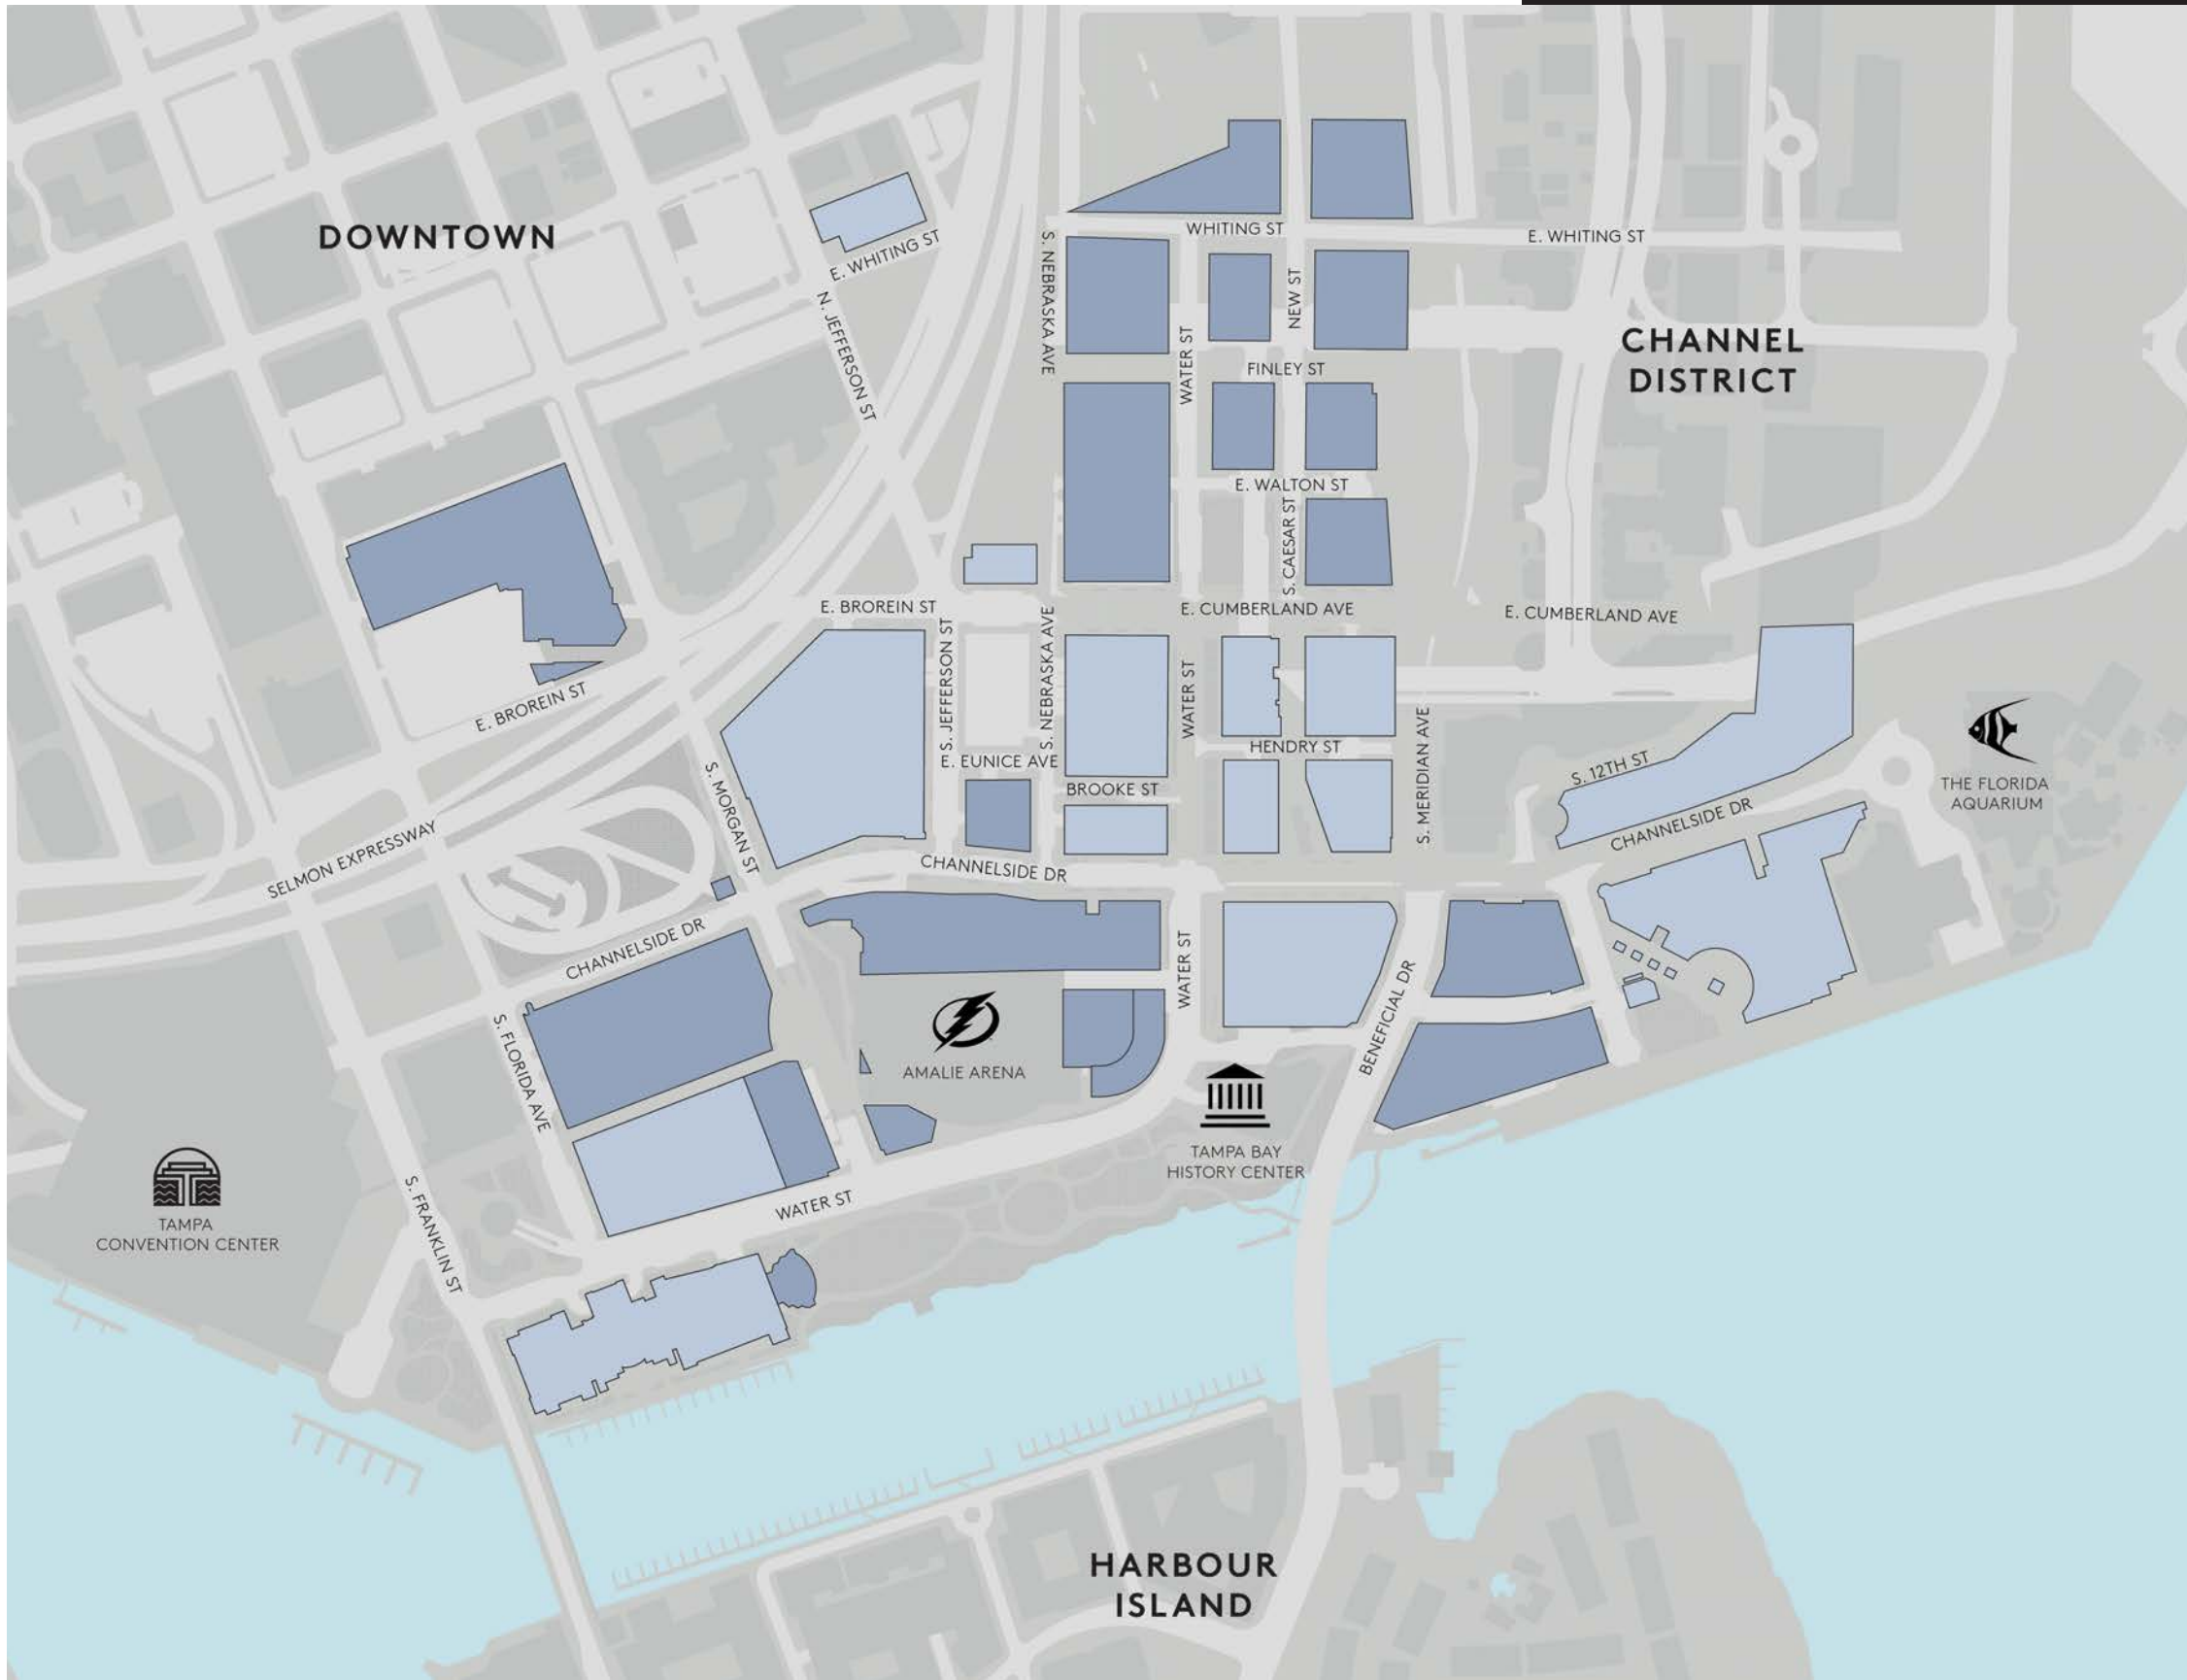 WHITING ST
DOWNTOWN
E. WHITING ST
E. WHITING ST
S. NEBRASKA AVE
NEW ST
N. JEFFERSON ST
WATER ST
CHANNEL
DISTRICT
FINLEY ST
E. WALTON ST
S. CAESAR ST
E. BROREIN ST
E. CUMBERLAND AVE
E. CUMBERLAND AVE
S. JEFFERSON ST
S. NEBRASKA AVE
WATER ST
E. BROREIN ST
HENDRY ST
S. MERIDIAN AVE
E. EUNICE AVE
S. 12TH ST
BROOKE ST
THE FLORIDA
AQUARIUM
S. MORGAN ST
CHANNELSIDE DR
SELMON EXPRESSWAY
CHANNELSIDE DR
CHANNELSIDE DR
WATER ST
BENEFICIAL DR
S. FLORIDA AVE
AMALIE ARENA
TAMPA BAY
HISTORY CENTER
WATER ST
S. FRANKLIN ST
TAMPA
CONVENTION CENTER
HARBOUR
ISLAND